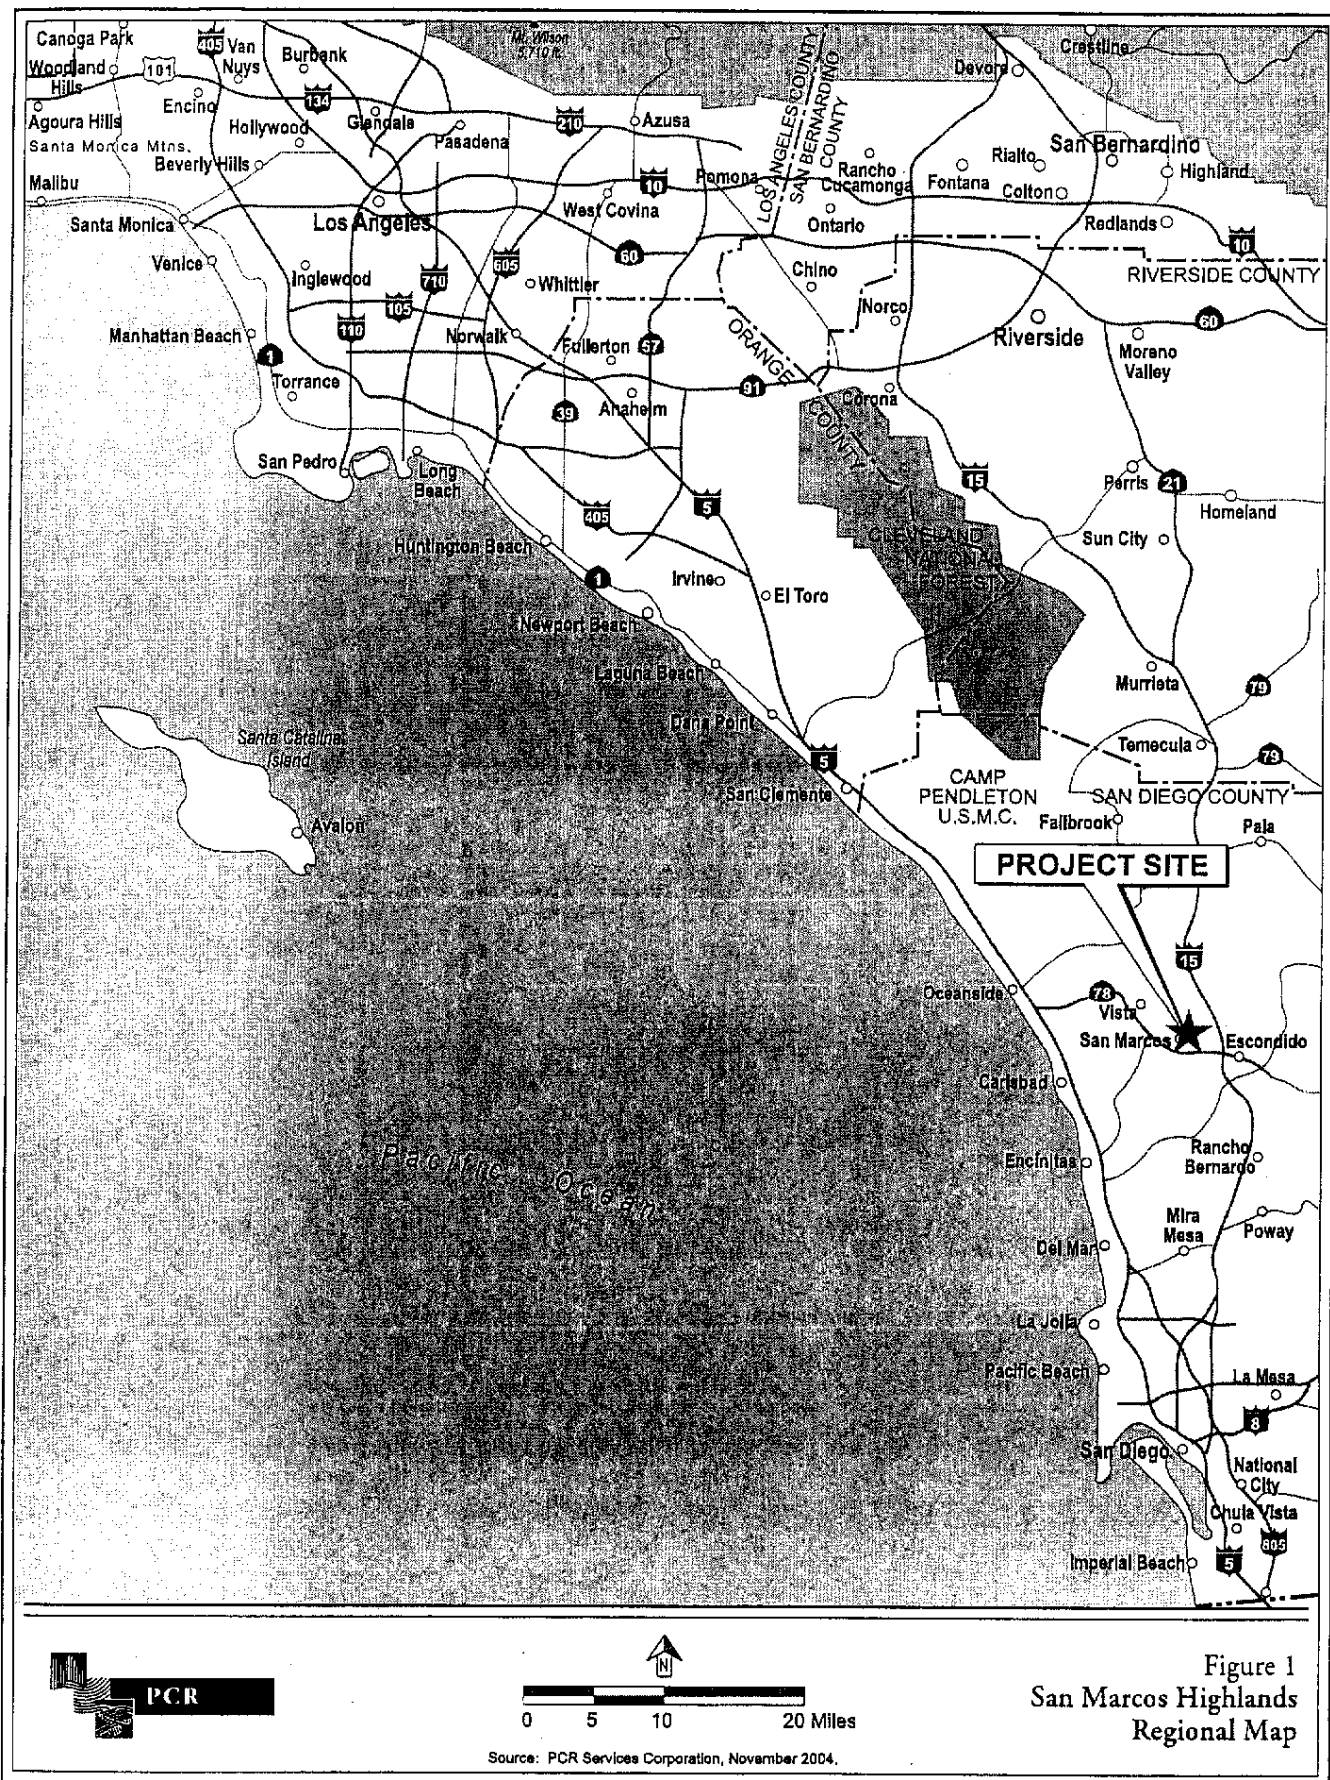 Canoga Park
405
Van
Nuys
Burbank
Mt. Wilson
5,710 ft.
Crestline
Devore
Woodland
Hills
101
Encino
134
Glendale
Agoura Hills
Hollywood
Pasadena
210
Azusa
LOS ANGELES COUNTY
SAN BERNARDINO
COUNTY
San Bernardino
Santa Monica Mtns.
Beverly Hills
Malibu
10
Pomona
Rancho
Cucamonga
Fontana
Rialto
Colton
Highland
Santa Monica
Los Angeles
West Covina
Ontario
Redlands
10
Venice
Inglewood
710
605
60
Whittier
Chino
RIVERSIDE COUNTY
105
110
Norwalk
Norco
Riverside
60
Manhattan Beach
1
Torrance
Fullerton
57
ORANGE
COUNTY
Moreno
Valley
39
Anaheim
91
Corona
San Pedro
Long
Beach
405
5
15
Perris
21
Homeland
Huntington Beach
CLEVELAND
NATIONAL
FOREST
Sun City
1
Irvine
El Toro
Newport Beach
Laguna Beach
Murrieta
79
Dana Point
Santa Catalina
Island
Temecula
79
5
San Clemente
CAMP
PENDLETON
U.S.M.C.
SAN DIEGO COUNTY
Avalon
Fallbrook
Pala
PROJECT SITE
15
Oceanside
78
Vista
San Marcos
Escondido
Carlsbad
Pacific Ocean
Encinitas
Rancho
Bernardo
Mira
Mesa
Poway
Del Mar
La Jolla
Pacific Beach
La Mesa
8
San Diego
National
City
Chula Vista
805
Imperial Beach
5
PCR
N
0 5 10 20 Miles
Source: PCR Services Corporation, November 2004.
Figure 1
San Marcos Highlands
Regional Map